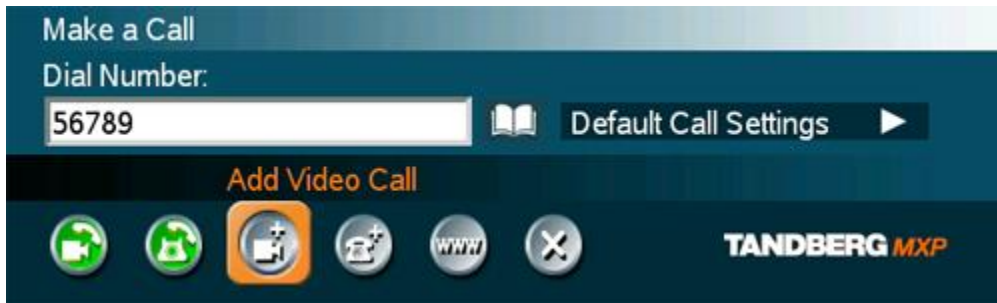 Make a Call
Dial Number:
56789
Default Call Settings
Add Video Call
www
TANDBERG MXP